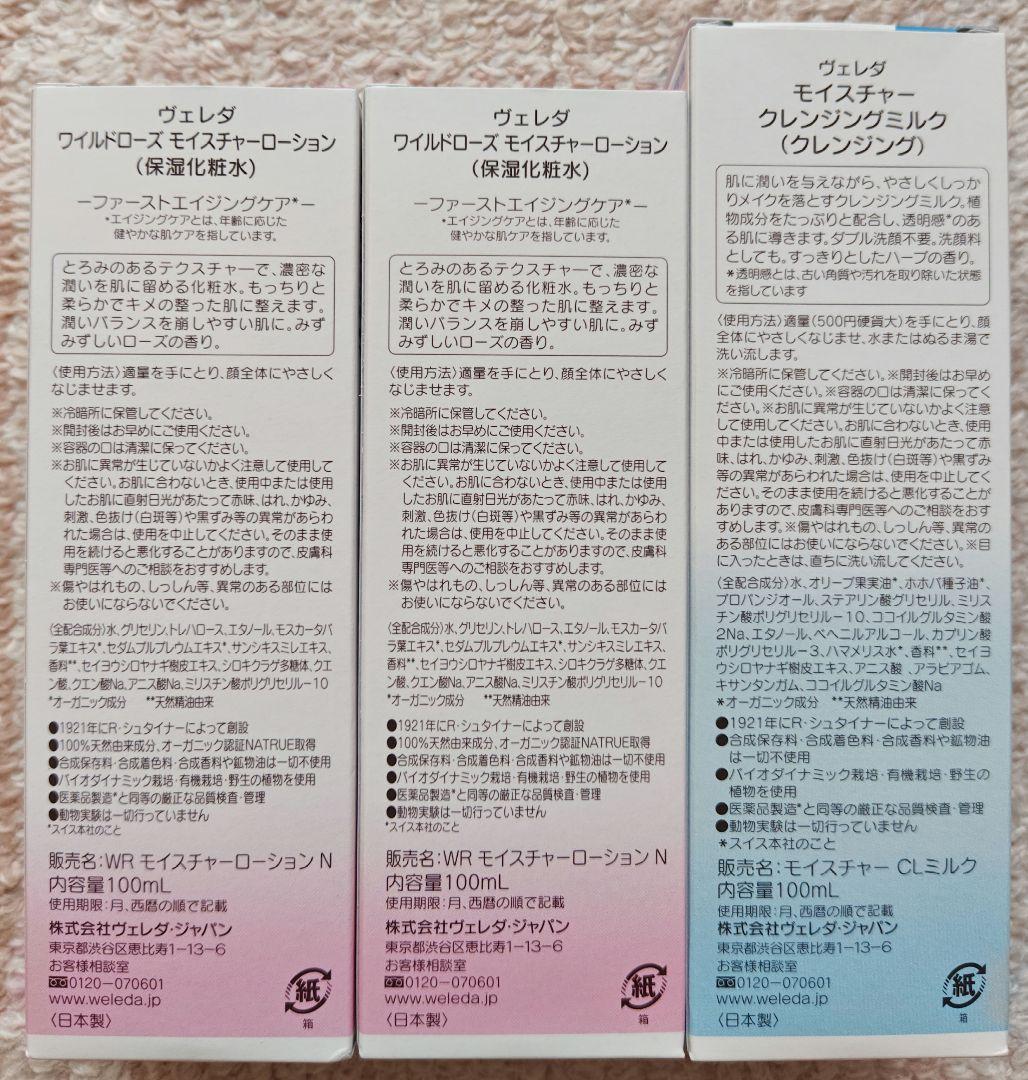 ヴェレダ
ワイルドローズ モイスチャーローション
(保湿化粧水)
—ファーストエイジングケア*—
*エイジングケアとは、年齢に応じた
健やかな肌ケアを指しています。
とろみのあるテクスチャーで、濃密な
潤いを肌に留める化粧水。もっちりと
柔らかでキメの整った肌に整えます。
潤いバランスを崩しやすい肌に。みず
みずしいローズの香り。
〈使用方法〉適量を手にとり、顔全体にやさしく
なじませます。
※冷暗所に保管してください。
※開封後はお早めにご使用ください。
※容器の口は清潔に保ってください。
※お肌に異常が生じていないかよく注意して使用して
ください。お肌に合わないとき、使用中または使用
したお肌に直射日光があたって赤味、はれ、かゆみ、
刺激、色抜け(白斑等)や黒ずみ等の異常があらわ
れた場合は、使用を中止してください。そのまま使
用を続けると悪化することがありますので、皮膚科
専門医等へのご相談をおすすめします。
※傷やはれもの、しっしん等、異常のある部位には
お使いにならないでください。
〈全配合成分〉水、グリセリン、トレハロース、エタノール、モスカータバ
ラ葉エキス*、セダムプルプレウムエキス*、サンシキスミレエキス、
香料**、セイヨウシロヤナギ樹皮エキス、シロキクラゲ多糖体、クエ
ン酸、クエン酸Na、アニス酸Na、ミリスチン酸ポリグリセリル-10
*オーガニック成分 **天然精油由来
●1921年にR・シュタイナーによって創設
●100%天然由来成分、オーガニック認証NATRUE取得
●合成保存料・合成着色料・合成香料や鉱物油は一切不使用
●バイオダイナミック栽培・有機栽培・野生の植物を使用
●医薬品製造*と同等の厳正な品質検査・管理
●動物実験は一切行っていません
*スイス本社のこと
販売名:WR モイスチャーローション N
内容量100mL
使用期限:月、西暦の順で記載
株式会社ヴェレダ・ジャパン
東京都渋谷区恵比寿1-13-6
お客様相談室
0120-070601
www.weleda.jp
〈日本製〉
紙
箱
ヴェレダ
ワイルドローズ モイスチャーローション
(保湿化粧水)
—ファーストエイジングケア*—
*エイジングケアとは、年齢に応じた
健やかな肌ケアを指しています。
とろみのあるテクスチャーで、濃密な
潤いを肌に留める化粧水。もっちりと
柔らかでキメの整った肌に整えます。
潤いバランスを崩しやすい肌に。みず
みずしいローズの香り。
〈使用方法〉適量を手にとり、顔全体にやさしく
なじませます。
※冷暗所に保管してください。
※開封後はお早めにご使用ください。
※容器の口は清潔に保ってください。
※お肌に異常が生じていないかよく注意して使用して
ください。お肌に合わないとき、使用中または使用
したお肌に直射日光があたって赤味、はれ、かゆみ、
刺激、色抜け(白斑等)や黒ずみ等の異常があらわ
れた場合は、使用を中止してください。そのまま使
用を続けると悪化することがありますので、皮膚科
専門医等へのご相談をおすすめします。
※傷やはれもの、しっしん等、異常のある部位には
お使いにならないでください。
〈全配合成分〉水、グリセリン、トレハロース、エタノール、モスカータバ
ラ葉エキス*、セダムプルプレウムエキス*、サンシキスミレエキス、
香料**、セイヨウシロヤナギ樹皮エキス、シロキクラゲ多糖体、クエ
ン酸、クエン酸Na、アニス酸Na、ミリスチン酸ポリグリセリル-10
*オーガニック成分 **天然精油由来
●1921年にR・シュタイナーによって創設
●100%天然由来成分、オーガニック認証NATRUE取得
●合成保存料・合成着色料・合成香料や鉱物油は一切不使用
●バイオダイナミック栽培・有機栽培・野生の植物を使用
●医薬品製造*と同等の厳正な品質検査・管理
●動物実験は一切行っていません
*スイス本社のこと
販売名:WR モイスチャーローション N
内容量100mL
使用期限:月、西暦の順で記載
株式会社ヴェレダ・ジャパン
東京都渋谷区恵比寿1-13-6
お客様相談室
0120-070601
www.weleda.jp
〈日本製〉
紙
箱
ヴェレダ
モイスチャー
クレンジングミルク
(クレンジング)
肌に潤いを与えながら、やさしくしっか
りメイクを落とすクレンジングミルク。植
物成分をたっぷりと配合し、透明感*のあ
る肌に導きます。ダブル洗顔不要。洗顔料
としても。すっきりとしたハーブの香り。
*透明感とは、古い角質や汚れを取り除いた状態
を指しています
〈使用方法〉適量(500円硬貨大)を手にとり、顔
全体にやさしくなじませ、水またはぬるま湯で
洗い流します。
※冷暗所に保管してください。※開封後はお早め
にご使用ください。※容器の口は清潔に保ってくだ
さい。※お肌に異常が生じていないかよく注意
して使用してください。お肌に合わないとき、使用
中または使用したお肌に直射日光があたって赤
味、はれ、かゆみ、刺激、色抜け(白斑等)や黒ずみ
等の異常があらわれた場合は、使用を中止してくだ
さい。そのまま使用を続けると悪化することが
ありますので、皮膚科専門医等へのご相談をおす
すめします。※傷やはれもの、しっしん等、異常の
ある部位にはお使いにならないでください。※目
に入ったときは、直ちに洗い流してください。
〈全配合成分〉水、オリーブ果実油*、ホホバ種子油*、
プロパンジオール、ステアリン酸グリセリル、ミリス
チン酸ポリグリセリル-10、ココイルグルタミン酸
2Na、エタノール、ベヘニルアルコール、カプリン酸
ポリグリセリル-3、ハマメリス水*、香料**、セイヨ
ウシロヤナギ樹皮エキス、アニス酸、アラビアゴム、
キサンタンガム、ココイルグルタミン酸Na
*オーガニック成分 **天然精油由来
●1921年にR・シュタイナーによって創設
●合成保存料・合成着色料・合成香料や鉱物油
は一切不使用
●バイオダイナミック栽培・有機栽培・野生の
植物を使用
●医薬品製造*と同等の厳正な品質検査・管理
●動物実験は一切行っていません
*スイス本社のこと
販売名:モイスチャー CLミルク
内容量100mL
使用期限:月、西暦の順で記載
株式会社ヴェレダ・ジャパン
東京都渋谷区恵比寿1-13-6
お客様相談室
0120-070601
www.weleda.jp
〈日本製〉
紙
箱